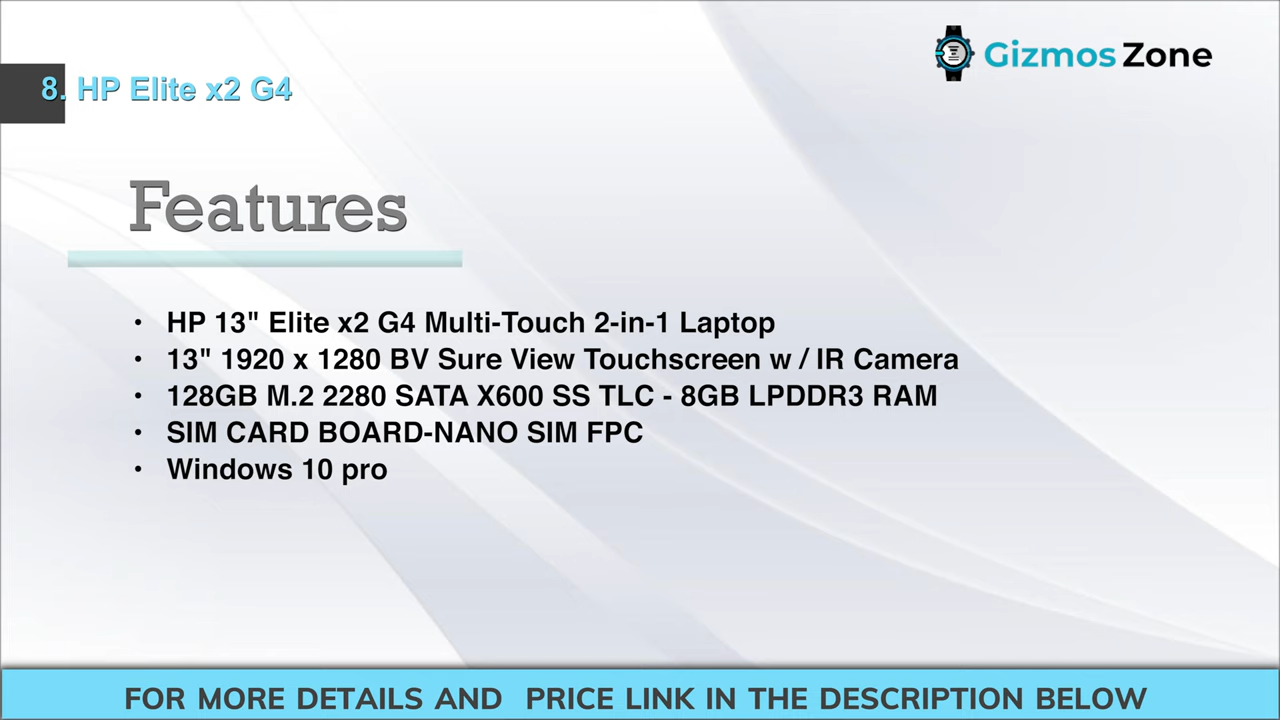 Gizmos Zone
8. HP Elite x2 G4
Features
• HP 13" Elite x2 G4 Multi-Touch 2-in-1 Laptop
• 13" 1920 x 1280 BV Sure View Touchscreen w / IR Camera
• 128GB M.2 2280 SATA X600 SS TLC - 8GB LPDDR3 RAM
• SIM CARD BOARD-NANO SIM FPC
• Windows 10 pro
FOR MORE DETAILS AND PRICE LINK IN THE DESCRIPTION BELOW